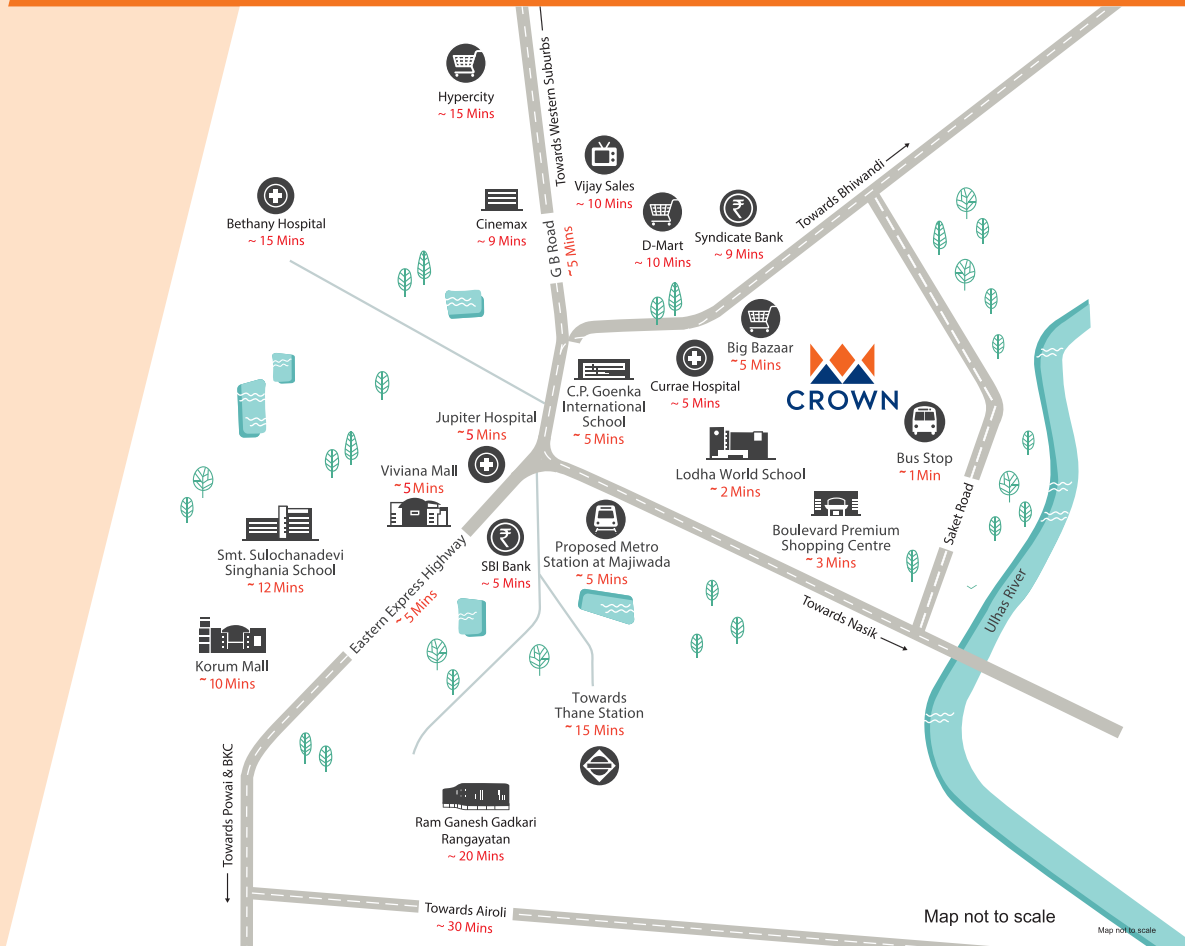 Hypercity
~ 15 Mins
Towards Western Suburbs
Vijay Sales
~ 10 Mins
Bethany Hospital
~ 15 Mins
Cinemax
~ 9 Mins
G B Road
~5 Mins
D-Mart
~ 10 Mins
Syndicate Bank
~ 9 Mins
Towards Bhiwandi
Big Bazaar
~5 Mins
Currae Hospital
~ 5 Mins
CROWN
C.P. Goenka
International
School
~ 5 Mins
Jupiter Hospital
~5 Mins
Viviana Mall
~5 Mins
Lodha World School
~ 2 Mins
Bus Stop
~1 Min
Boulevard Premium
Shopping Centre
~ 3 Mins
Saket Road
Smt. Sulochanadevi
Singhania School
~ 12 Mins
SBI Bank
~ 5 Mins
Proposed Metro
Station at Majiwada
~ 5 Mins
Eastern Express Highway
~ 5 Mins
Towards Nasik
Ulhas River
Korum Mall
~ 10 Mins
Towards
Thane Station
~ 15 Mins
Towards Powai & BKC
Ram Ganesh Gadkari
Rangayatan
~ 20 Mins
Towards Airoli
~ 30 Mins
Map not to scale
Map not to scale